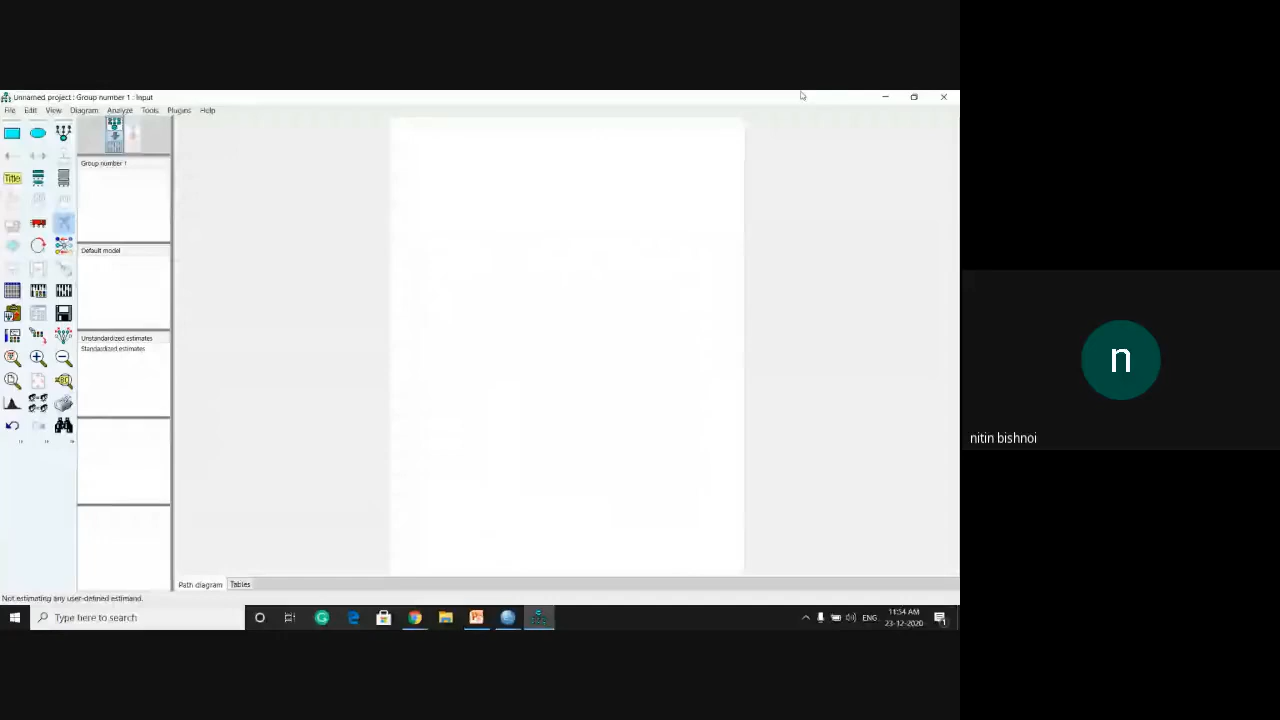 Unnamed project : Group number 1 : Input
File Edit View Diagram Analyze Tools Plugins Help
Title
Group number 1
Default model
Unstandardized estimates
Standardized estimates
Path diagram Tables
Not estimating any user-defined estimand.
Type here to search
ENG
11:54 AM
23-12-2020
n
nitin bishnoi